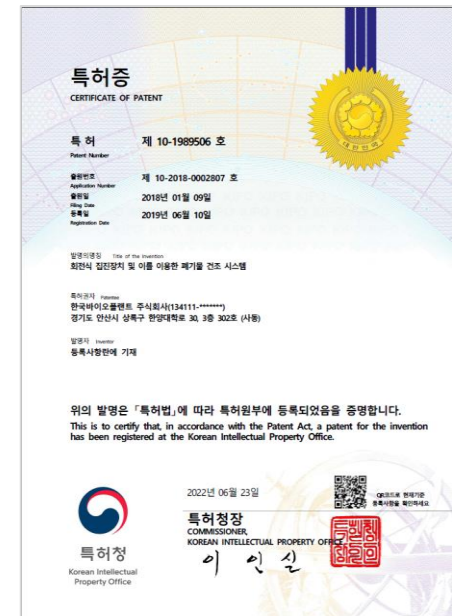 특허증
CERTIFICATE OF PATENT
특 허 제 10-1989506 호
Patent Number
출원번호 제 10-2018-0002807 호
Application Number
출원일 2018년 01월 09일
Filing Date
등록일 2019년 06월 10일
Registration Date
발명의명칭 Title of the Invention
회전식 집진장치 및 이를 이용한 폐기물 건조 시스템
특허권자 Patentee
한국바이오플랜트 주식회사(134111-*******)
경기도 안산시 상록구 한양대학로 30, 3층 302호 (사동)
발명자 Inventor
등록사항란에 기재
위의 발명은 「특허법」에 따라 특허원부에 등록되었음을 증명합니다.
This is to certify that, in accordance with the Patent Act, a patent for the invention
has been registered at the Korean Intellectual Property Office.
2022년 06월 23일
QR코드로 현재기준
등록사항을 확인하세요
특허청장
COMMISSIONER,
KOREAN INTELLECTUAL PROPERTY OFFICE
이 인 실
특허청
Korean Intellectual
Property Office
대한민국